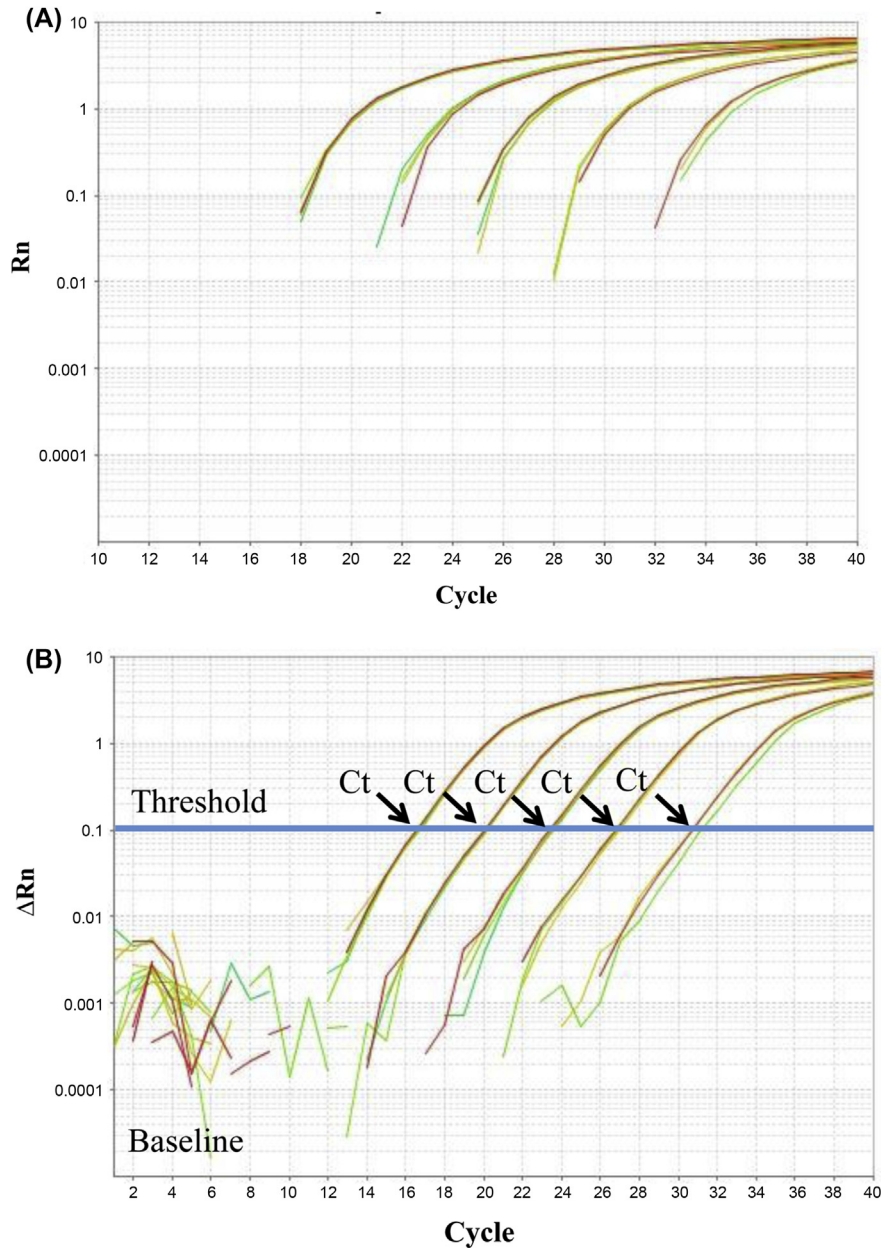 (A)
10
1
0.1
0.01
0.001
0.0001
Rn
10 12 14 16 18 20 22 24 26 28 30 32 34 36 38 40
Cycle
(B)
10
1
0.1
0.01
0.001
0.0001
ΔRn
Ct Ct Ct Ct Ct
Threshold
Baseline
2 4 6 8 10 12 14 16 18 20 22 24 26 28 30 32 34 36 38 40
Cycle